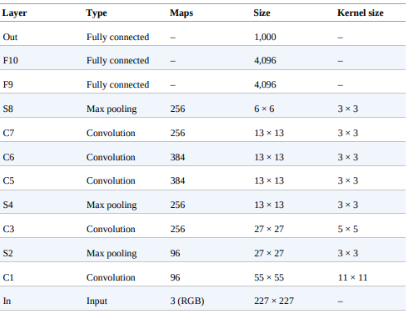 Layer Type Maps Size Kernel size
Out Fully connected – 1,000 –
F10 Fully connected – 4,096 –
F9 Fully connected – 4,096 –
S8 Max pooling 256 6 × 6 3 × 3
C7 Convolution 256 13 × 13 3 × 3
C6 Convolution 384 13 × 13 3 × 3
C5 Convolution 384 13 × 13 3 × 3
S4 Max pooling 256 13 × 13 3 × 3
C3 Convolution 256 27 × 27 5 × 5
S2 Max pooling 96 27 × 27 3 × 3
C1 Convolution 96 55 × 55 11 × 11
In Input 3 (RGB) 227 × 227 –